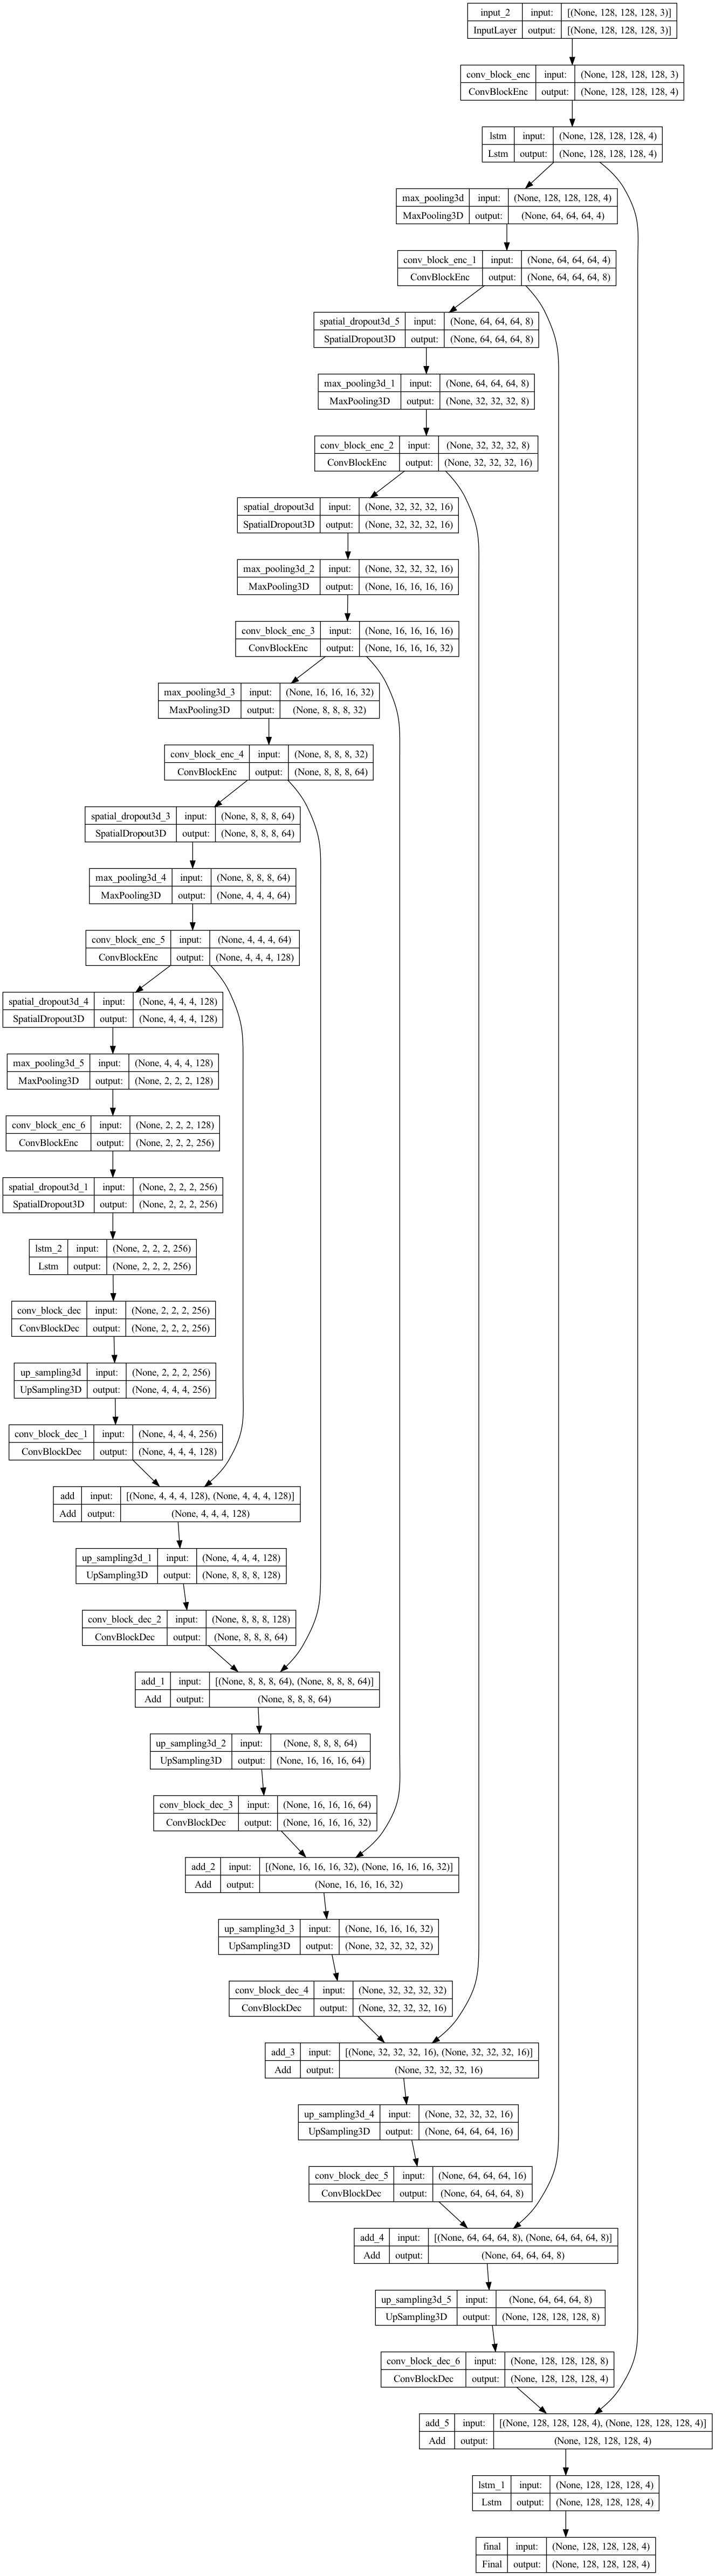 input_2 input: [(None, 128, 128, 128, 3)]
InputLayer output: [(None, 128, 128, 128, 3)]
conv_block_enc input: (None, 128, 128, 128, 3)
ConvBlockEnc output: (None, 128, 128, 128, 4)
lstm input: (None, 128, 128, 128, 4)
Lstm output: (None, 128, 128, 128, 4)
max_pooling3d input: (None, 128, 128, 128, 4)
MaxPooling3D output: (None, 64, 64, 64, 4)
conv_block_enc_1 input: (None, 64, 64, 64, 4)
ConvBlockEnc output: (None, 64, 64, 64, 8)
spatial_dropout3d_5 input: (None, 64, 64, 64, 8)
SpatialDropout3D output: (None, 64, 64, 64, 8)
max_pooling3d_1 input: (None, 64, 64, 64, 8)
MaxPooling3D output: (None, 32, 32, 32, 8)
conv_block_enc_2 input: (None, 32, 32, 32, 8)
ConvBlockEnc output: (None, 32, 32, 32, 16)
spatial_dropout3d input: (None, 32, 32, 32, 16)
SpatialDropout3D output: (None, 32, 32, 32, 16)
max_pooling3d_2 input: (None, 32, 32, 32, 16)
MaxPooling3D output: (None, 16, 16, 16, 16)
conv_block_enc_3 input: (None, 16, 16, 16, 16)
ConvBlockEnc output: (None, 16, 16, 16, 32)
max_pooling3d_3 input: (None, 16, 16, 16, 32)
MaxPooling3D output: (None, 8, 8, 8, 32)
conv_block_enc_4 input: (None, 8, 8, 8, 32)
ConvBlockEnc output: (None, 8, 8, 8, 64)
spatial_dropout3d_3 input: (None, 8, 8, 8, 64)
SpatialDropout3D output: (None, 8, 8, 8, 64)
max_pooling3d_4 input: (None, 8, 8, 8, 64)
MaxPooling3D output: (None, 4, 4, 4, 64)
conv_block_enc_5 input: (None, 4, 4, 4, 64)
ConvBlockEnc output: (None, 4, 4, 4, 128)
spatial_dropout3d_4 input: (None, 4, 4, 4, 128)
SpatialDropout3D output: (None, 4, 4, 4, 128)
max_pooling3d_5 input: (None, 4, 4, 4, 128)
MaxPooling3D output: (None, 2, 2, 2, 128)
conv_block_enc_6 input: (None, 2, 2, 2, 128)
ConvBlockEnc output: (None, 2, 2, 2, 256)
spatial_dropout3d_1 input: (None, 2, 2, 2, 256)
SpatialDropout3D output: (None, 2, 2, 2, 256)
lstm_2 input: (None, 2, 2, 2, 256)
Lstm output: (None, 2, 2, 2, 256)
conv_block_dec input: (None, 2, 2, 2, 256)
ConvBlockDec output: (None, 2, 2, 2, 256)
up_sampling3d input: (None, 2, 2, 2, 256)
UpSampling3D output: (None, 4, 4, 4, 256)
conv_block_dec_1 input: (None, 4, 4, 4, 256)
ConvBlockDec output: (None, 4, 4, 4, 128)
add input: [(None, 4, 4, 4, 128), (None, 4, 4, 4, 128)]
Add output: (None, 4, 4, 4, 128)
up_sampling3d_1 input: (None, 4, 4, 4, 128)
UpSampling3D output: (None, 8, 8, 8, 128)
conv_block_dec_2 input: (None, 8, 8, 8, 128)
ConvBlockDec output: (None, 8, 8, 8, 64)
add_1 input: [(None, 8, 8, 8, 64), (None, 8, 8, 8, 64)]
Add output: (None, 8, 8, 8, 64)
up_sampling3d_2 input: (None, 8, 8, 8, 64)
UpSampling3D output: (None, 16, 16, 16, 64)
conv_block_dec_3 input: (None, 16, 16, 16, 64)
ConvBlockDec output: (None, 16, 16, 16, 32)
add_2 input: [(None, 16, 16, 16, 32), (None, 16, 16, 16, 32)]
Add output: (None, 16, 16, 16, 32)
up_sampling3d_3 input: (None, 16, 16, 16, 32)
UpSampling3D output: (None, 32, 32, 32, 32)
conv_block_dec_4 input: (None, 32, 32, 32, 32)
ConvBlockDec output: (None, 32, 32, 32, 16)
add_3 input: [(None, 32, 32, 32, 16), (None, 32, 32, 32, 16)]
Add output: (None, 32, 32, 32, 16)
up_sampling3d_4 input: (None, 32, 32, 32, 16)
UpSampling3D output: (None, 64, 64, 64, 16)
conv_block_dec_5 input: (None, 64, 64, 64, 16)
ConvBlockDec output: (None, 64, 64, 64, 8)
add_4 input: [(None, 64, 64, 64, 8), (None, 64, 64, 64, 8)]
Add output: (None, 64, 64, 64, 8)
up_sampling3d_5 input: (None, 64, 64, 64, 8)
UpSampling3D output: (None, 128, 128, 128, 8)
conv_block_dec_6 input: (None, 128, 128, 128, 8)
ConvBlockDec output: (None, 128, 128, 128, 4)
add_5 input: [(None, 128, 128, 128, 4), (None, 128, 128, 128, 4)]
Add output: (None, 128, 128, 128, 4)
lstm_1 input: (None, 128, 128, 128, 4)
Lstm output: (None, 128, 128, 128, 4)
final input: (None, 128, 128, 128, 4)
Final output: (None, 128, 128, 128, 4)